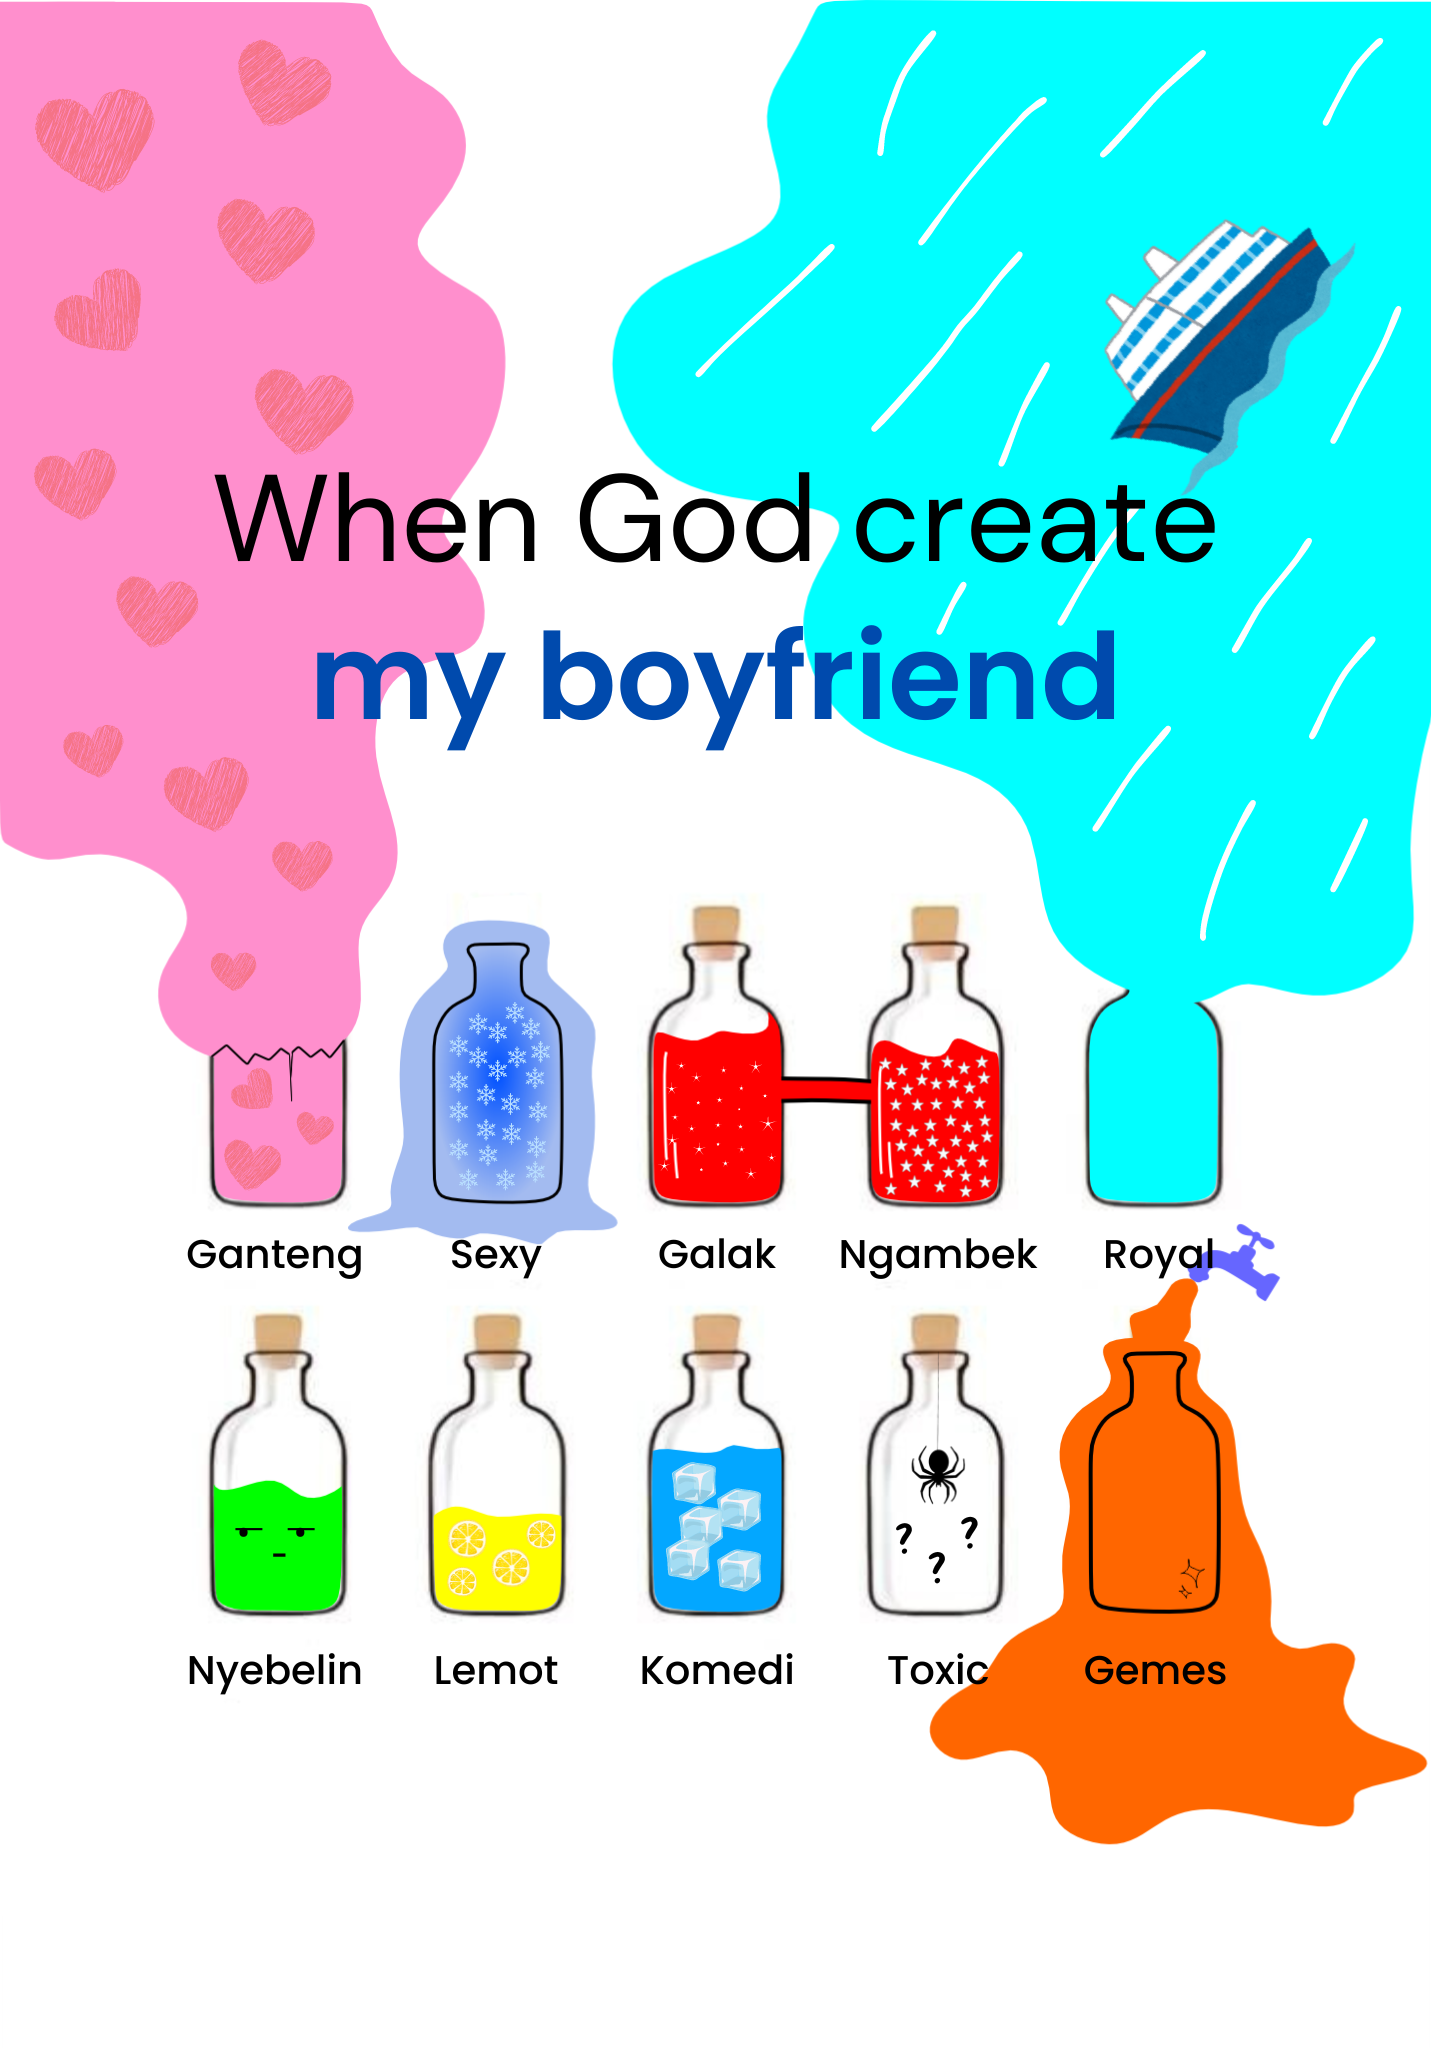 When God create
my boyfriend
Ganteng Sexy Galak Ngambek Royal
? ? ?
Nyebelin Lemot Komedi Toxic Gemes